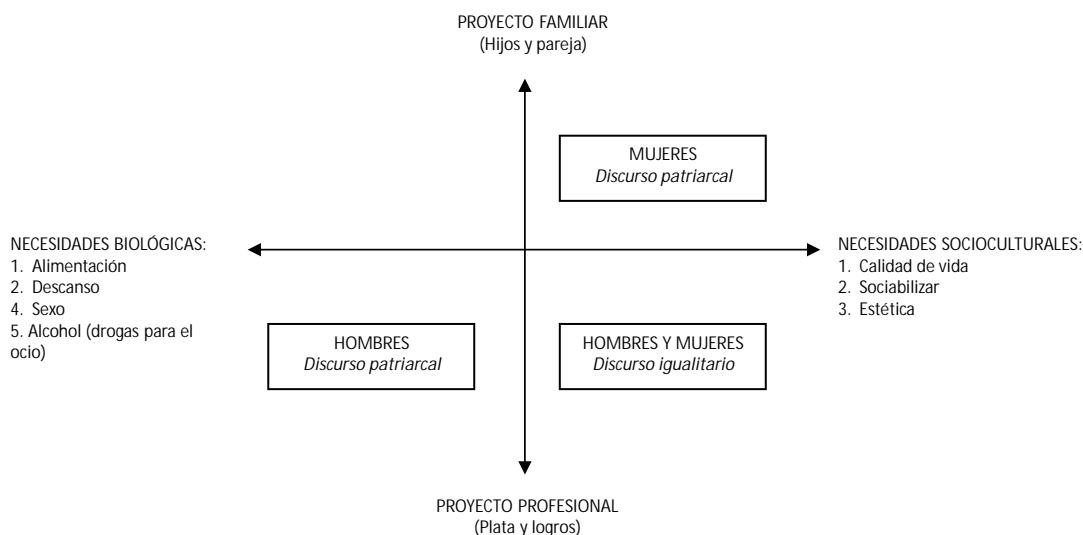 PROYECTO FAMILIAR
(Hijos y pareja)
MUJERES
Discurso patriarcal
NECESIDADES BIOLÓGICAS:
1. Alimentación
2. Descanso
4. Sexo
5. Alcohol (drogas para el
ocio)
NECESIDADES SOCIOCULTURALES:
1. Calidad de vida
2. Sociabilizar
3. Estética
HOMBRES
Discurso patriarcal
HOMBRES Y MUJERES
Discurso igualitario
PROYECTO PROFESIONAL
(Plata y logros)